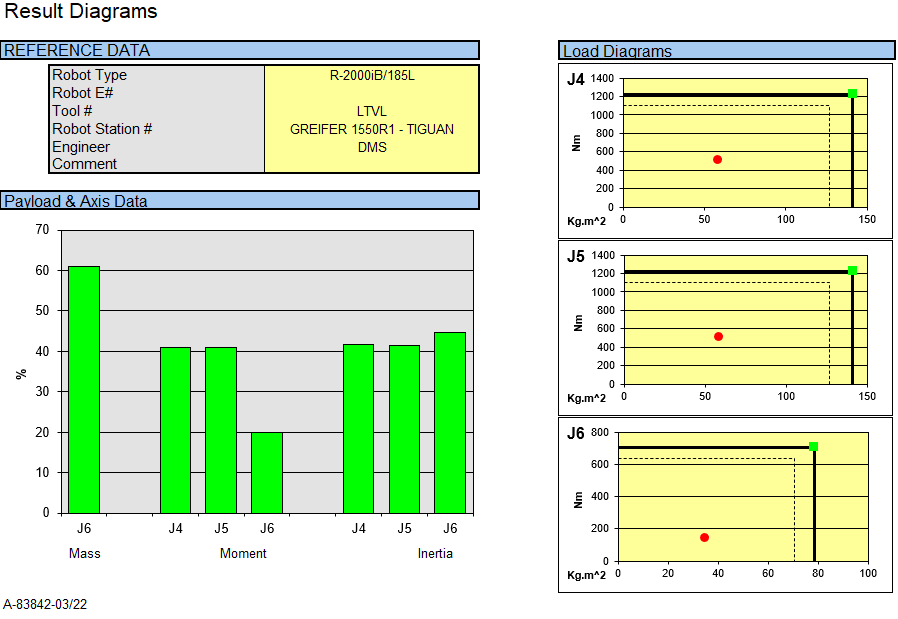 Result Diagrams
REFERENCE DATA
Robot Type R-2000iB/185L
Robot E#
Tool # LTVL
Robot Station # GREIFER 1550R1 - TIGUAN
Engineer DMS
Comment
Payload & Axis Data
70
60
50
40
30
20
10
0
%
J6 J4 J5 J6 J4 J5 J6
Mass Moment Inertia
A-83842-03/22
Load Diagrams
J4
1400
1200
1000
800
600
400
200
0
Nm
Kg.m^2 0 50 100 150
J5
1400
1200
1000
800
600
400
200
0
Nm
Kg.m^2 0 50 100 150
J6
800
600
400
200
0
Nm
Kg.m^2 0 20 40 60 80 100